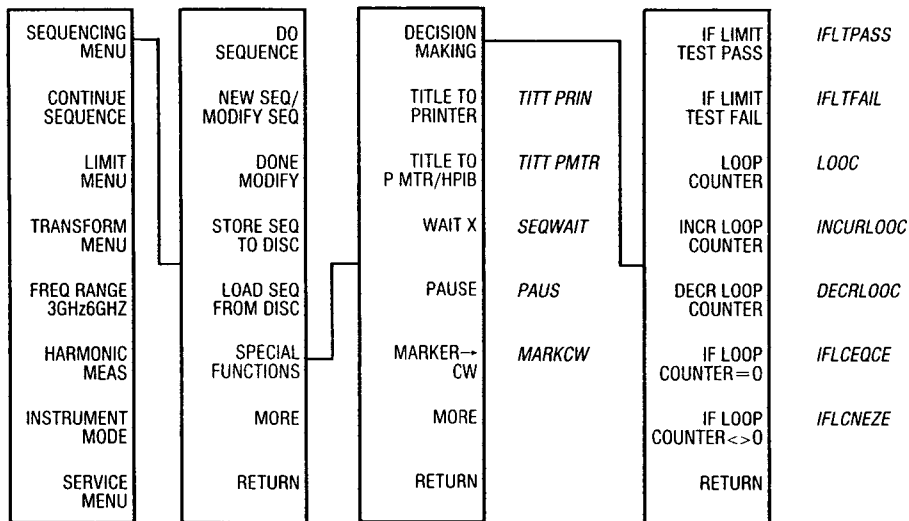 SEQUENCING
MENU
CONTINUE
SEQUENCE
LIMIT
MENU
TRANSFORM
MENU
FREQ RANGE
3GHz6GHZ
HARMONIC
MEAS
INSTRUMENT
MODE
SERVICE
MENU
DO
SEQUENCE
NEW SEQ/
MODIFY SEQ
DONE
MODIFY
STORE SEQ
TO DISC
LOAD SEQ
FROM DISC
SPECIAL
FUNCTIONS
MORE
RETURN
DECISION
MAKING
TITLE TO
PRINTER
TITLE TO
P MTR/HPIB
WAIT X
PAUSE
MARKER→
CW
MORE
RETURN
TITT PRIN
TITT PMTR
SEQWAIT
PAUS
MARKCW
IF LIMIT
TEST PASS
IF LIMIT
TEST FAIL
LOOP
COUNTER
INCR LOOP
COUNTER
DECR LOOP
COUNTER
IF LOOP
COUNTER=0
IF LOOP
COUNTER<>0
RETURN
IFLTPASS
IFLTFAIL
LOOC
INCURLOOC
DECRLOOC
IFLCEQCE
IFLCNEZE